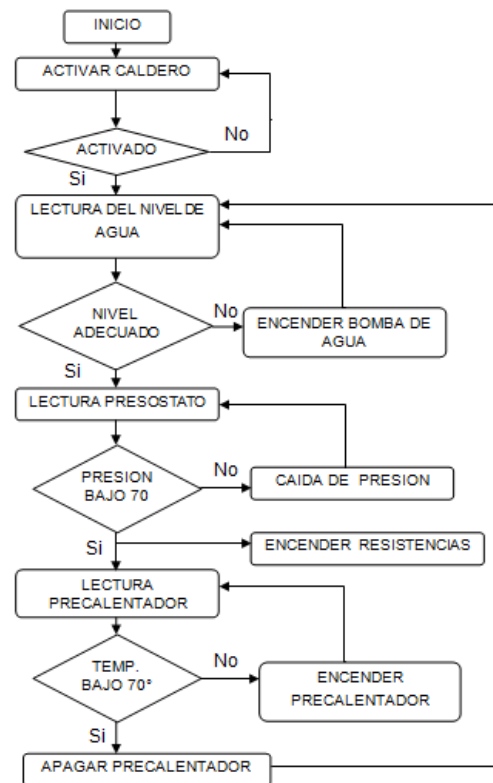 INICIO
ACTIVAR CALDERO
ACTIVADO
No
Si
LECTURA DEL NIVEL DE
AGUA
NIVEL
ADECUADO
No
ENCENDER BOMBA DE
AGUA
Si
LECTURA PRESOSTATO
PRESION
BAJO 70
No
CAIDA DE PRESION
Si
ENCENDER RESISTENCIAS
LECTURA
PRECALENTADOR
TEMP.
BAJO 70°
No
ENCENDER
PRECALENTADOR
Si
APAGAR PRECALENTADOR